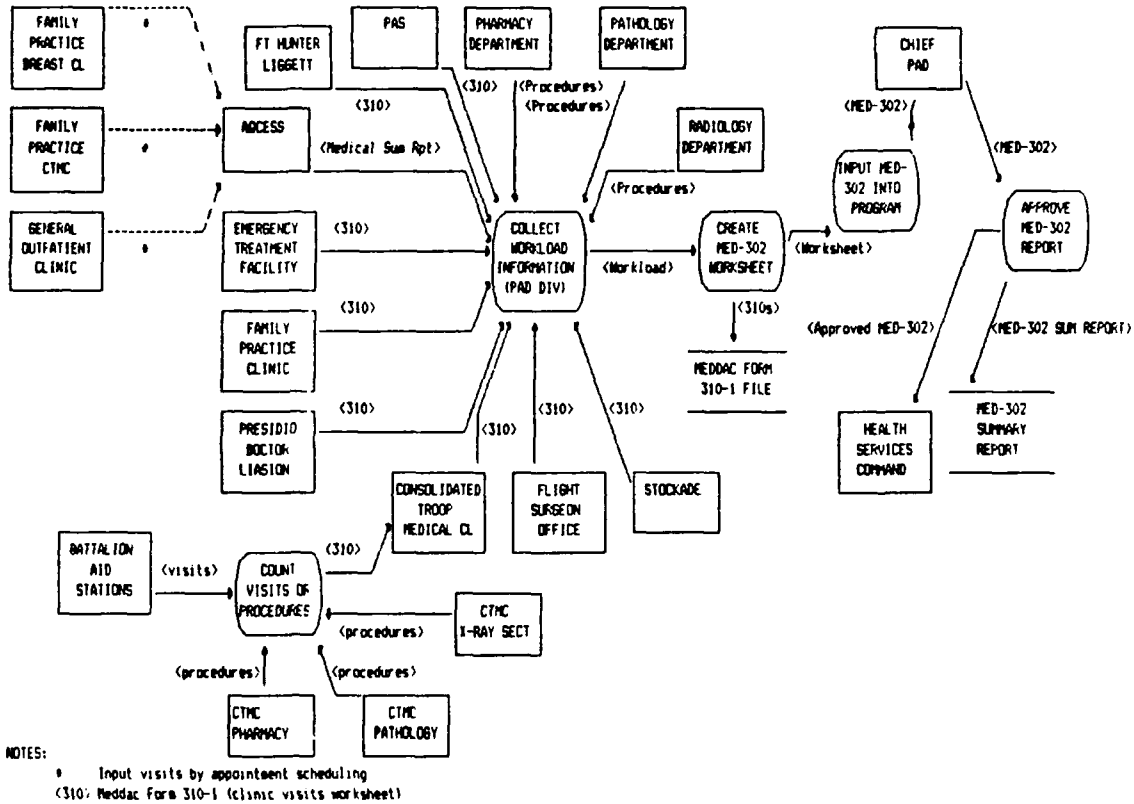 FAMILY
PRACTICE
BREAST CL
*
FT HUNTER
LIGGETT
PAS
PHARMACY
DEPARTMENT
PATHOLOGY
DEPARTMENT
CHIEF
PAD
<310>
<310>
<Procedures>
<Procedures>
<MED-302>
FAMILY
PRACTICE
CTMC
*
AQCESS
<Medical Sum Rpt>
RADIOLOGY
DEPARTMENT
<MED-302>
<Procedures>
INPUT MED-
302 INTO
PROGRAM
GENERAL
OUTPATIENT
CLINIC
*
EMERGENCY
TREATMENT
FACILITY
<310>
COLLECT
WORKLOAD
INFORMATION
(PAD DIV)
<Workload>
CREATE
MED-302
WORKSHEET
<Worksheet>
APPROVE
MED-302
REPORT
<310>
<310s>
FAMILY
PRACTICE
CLINIC
<Approved MED-302>
<MED-302 SUM REPORT>
MEDDAC FORM
310-1 FILE
PRESIDIO
DOCTOR
LIASION
<310>
<310>
<310>
<310>
HEALTH
SERVICES
COMMAND
MED-302
SUMMARY
REPORT
CONSOLIDATED
TROOP
MEDICAL CL
FLIGHT
SURGEON
OFFICE
STOCKADE
BATTALION
AID
STATIONS
<visits>
COUNT
VISITS OR
PROCEDURES
<310>
CTMC
X-RAY SECT
<procedures>
<procedures>
<procedures>
CTMC
PHARMACY
CTMC
PATHOLOGY
NOTES:
* Input visits by appointment scheduling
<310> Meddac Form 310-1 (clinic visits worksheet)